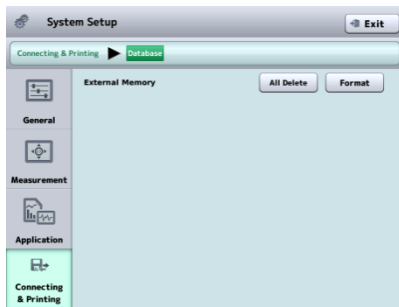 System Setup
Exit
Connecting & Printing Database
External Memory
All Delete
Format
General
Measurement
Application
Connecting
& Printing